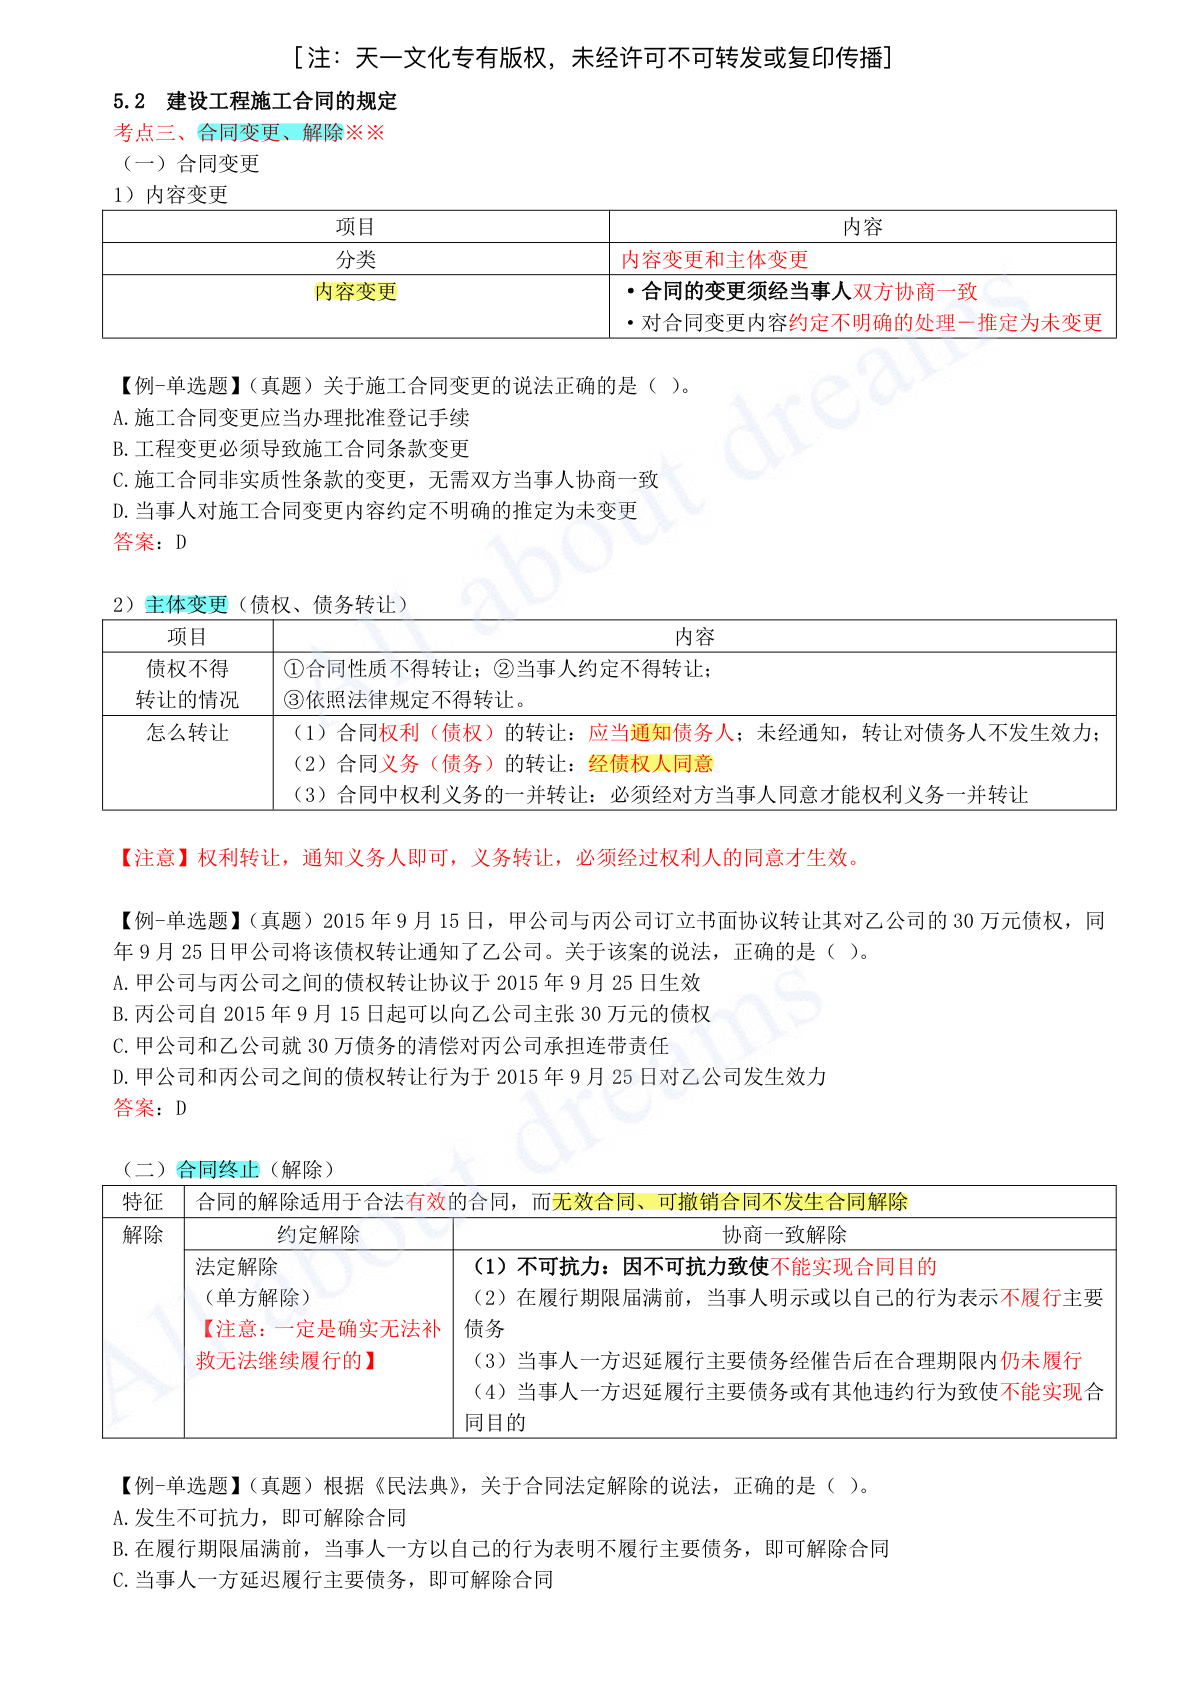 [注：天一文化专有版权，未经许可不可转发或复印传播]
5.2 建设工程施工合同的规定
考点三、合同变更、解除※※
（一）合同变更
1）内容变更
项目 内容
分类 内容变更和主体变更
内容变更 ·合同的变更须经当事人双方协商一致
·对合同变更内容约定不明确的处理－推定为未变更
【例-单选题】（真题）关于施工合同变更的说法正确的是（ ）。
A.施工合同变更应当办理批准登记手续
B.工程变更必须导致施工合同条款变更
C.施工合同非实质性条款的变更，无需双方当事人协商一致
D.当事人对施工合同变更内容约定不明确的推定为未变更
答案：D
2）主体变更（债权、债务转让）
项目 内容
债权不得 ①合同性质不得转让；②当事人约定不得转让；
转让的情况 ③依照法律规定不得转让。
怎么转让 （1）合同权利（债权）的转让：应当通知债务人；未经通知，转让对债务人不发生效力；
（2）合同义务（债务）的转让：经债权人同意
（3）合同中权利义务的一并转让：必须经对方当事人同意才能权利义务一并转让
【注意】权利转让，通知义务人即可，义务转让，必须经过权利人的同意才生效。
【例-单选题】（真题）2015 年 9 月 15 日，甲公司与丙公司订立书面协议转让其对乙公司的 30 万元债权，同
年 9 月 25 日甲公司将该债权转让通知了乙公司。关于该案的说法，正确的是（ ）。
A.甲公司与丙公司之间的债权转让协议于 2015 年 9 月 25 日生效
B.丙公司自 2015 年 9 月 15 日起可以向乙公司主张 30 万元的债权
C.甲公司和乙公司就 30 万债务的清偿对丙公司承担连带责任
D.甲公司和丙公司之间的债权转让行为于 2015 年 9 月 25 日对乙公司发生效力
答案：D
（二）合同终止（解除）
特征 合同的解除适用于合法有效的合同，而无效合同、可撤销合同不发生合同解除
解除 约定解除 协商一致解除
法定解除 （1）不可抗力：因不可抗力致使不能实现合同目的
（单方解除） （2）在履行期限届满前，当事人明示或以自己的行为表示不履行主要
【注意：一定是确实无法补 债务
救无法继续履行的】 （3）当事人一方迟延履行主要债务经催告后在合理期限内仍未履行
（4）当事人一方迟延履行主要债务或有其他违约行为致使不能实现合
同目的
【例-单选题】（真题）根据《民法典》，关于合同法定解除的说法，正确的是（ ）。
A.发生不可抗力，即可解除合同
B.在履行期限届满前，当事人一方以自己的行为表明不履行主要债务，即可解除合同
C.当事人一方延迟履行主要债务，即可解除合同
All about dreams
All about dreams